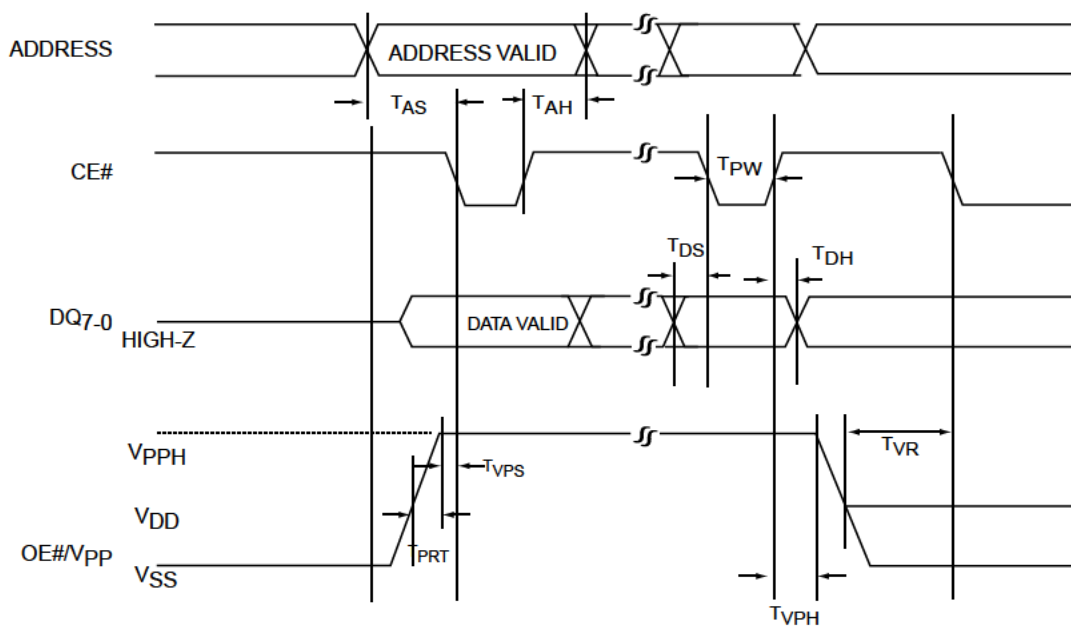 ADDRESS
ADDRESS VALID
TAS
TAH
CE#
TPW
TDS
TDH
DQ7-0
HIGH-Z
DATA VALID
VPPH
TVPS
TVR
VDD
OE#/VPP
TPRT
VSS
TVPH